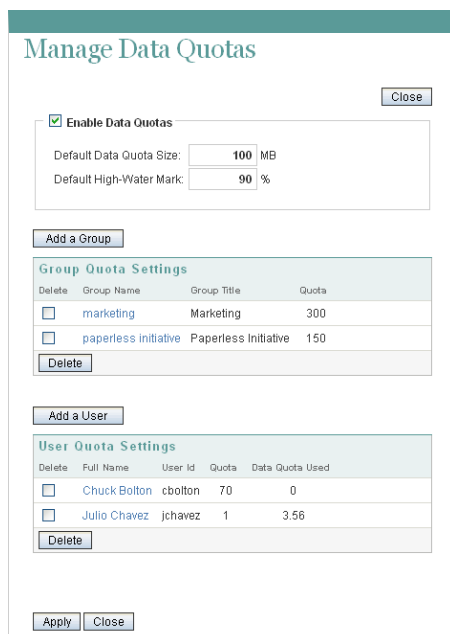 Manage Data Quotas
Close
Enable Data Quotas
Default Data Quota Size: 100 MB
Default High-Water Mark: 90 %
Add a Group
Group Quota Settings
Delete Group Name Group Title Quota
marketing Marketing 300
paperless initiative Paperless Initiative 150
Delete
Add a User
User Quota Settings
Delete Full Name User Id Quota Data Quota Used
Chuck Bolton cbolton 70 0
Julio Chavez jchavez 1 3.56
Delete
Apply Close